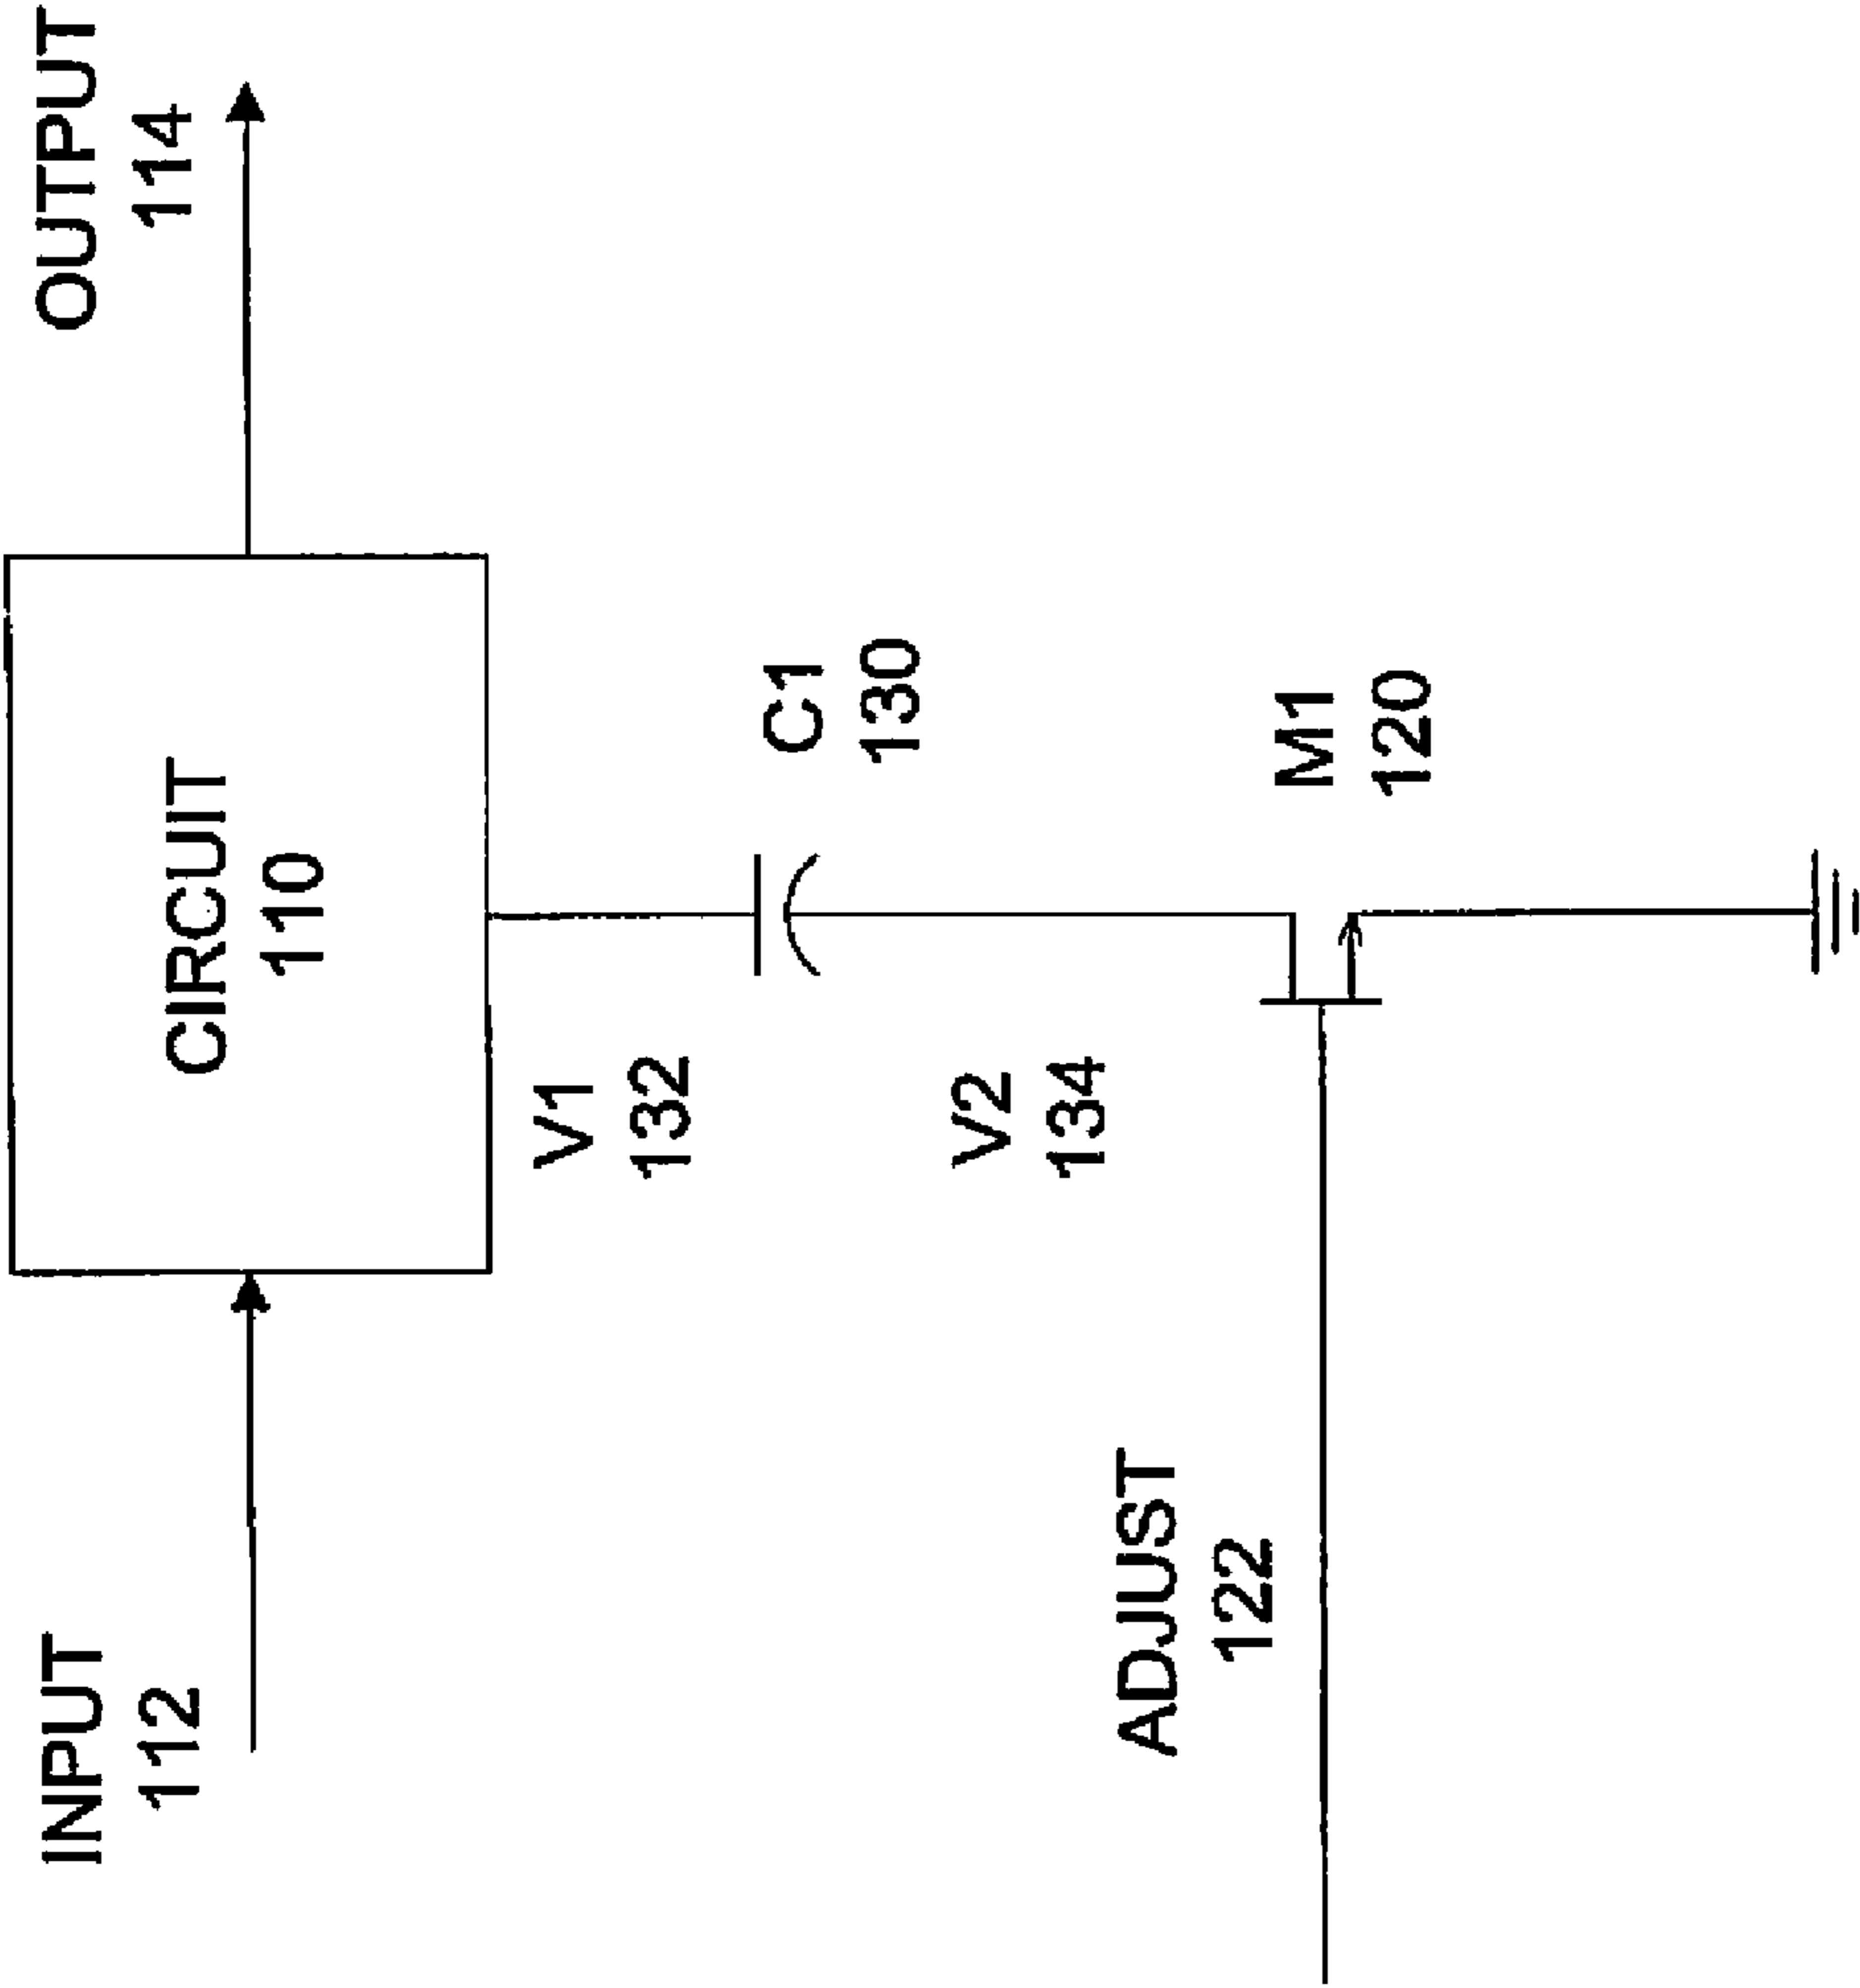 INPUT
112
CIRCUIT
110
OUTPUT
114
V1
132
C1
130
V2
134
ADJUST
122
M1
120